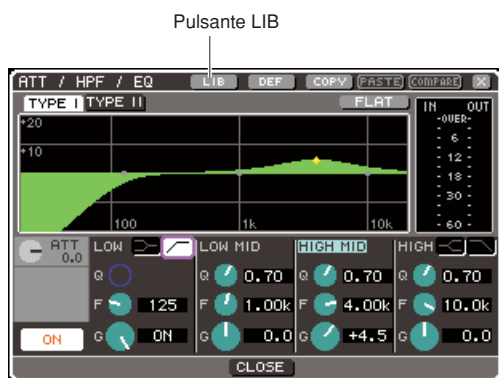 Pulsante LIB
ATT / HPF / EQ LIB DEF COPY PASTE COMPARE X
TYPE I TYPE II FLAT IN OUT
+20 -OVER-
6
+10 12
18
30
100 1k 10k 60
ATT 0.0 LOW LOW MID HIGH MID HIGH
Q Q 0.70 Q 0.70 Q 0.70
F 125 F 1.00k F 4.00k F 10.0k
ON G ON G 0.0 G +4.5 G 0.0
CLOSE